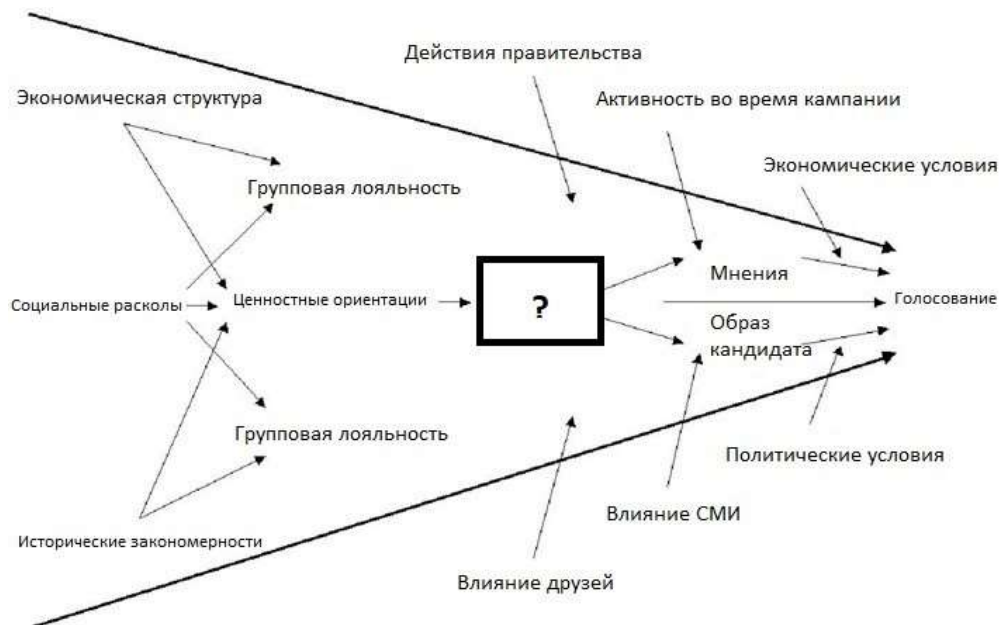 Действия правительства
Экономическая структура
Активность во время кампании
Экономические условия
Групповая лояльность
Мнения
Социальные расколы
Ценностные ориентации
?
Голосование
Образ
кандидата
Групповая лояльность
Политические условия
Влияние СМИ
Исторические закономерности
Влияние друзей